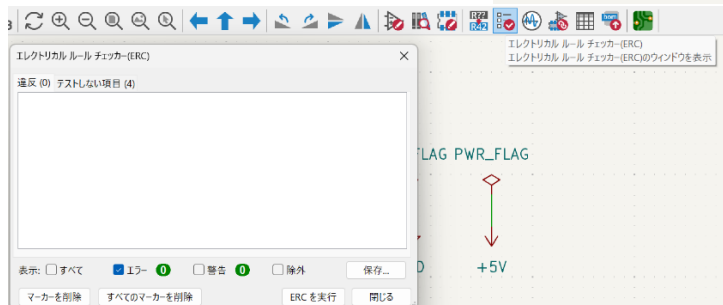 R??
R42
エレクトリカル ルール チェッカー(ERC)
エレクトリカル ルール チェッカー(ERC)のウィンドウを表示
エレクトリカル ルール チェッカー(ERC)
違反 (0) テストしない項目 (4)
FLAG PWR_FLAG
D +5V
表示: すべて エラー 0 警告 0 除外 保存...
マーカーを削除 すべてのマーカーを削除 ERC を実行 閉じる